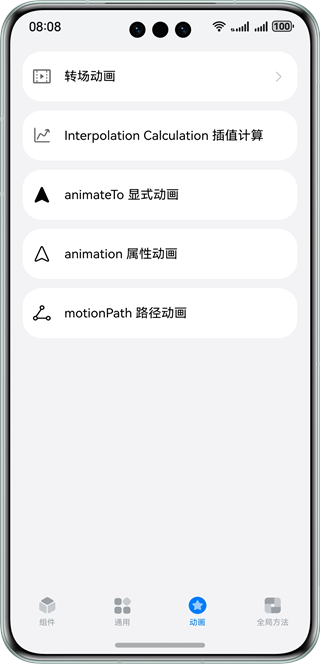 08:08
100
转场动画
Interpolation Calculation 插值计算
animateTo 显式动画
animation 属性动画
motionPath 路径动画
组件
通用
动画
全局方法